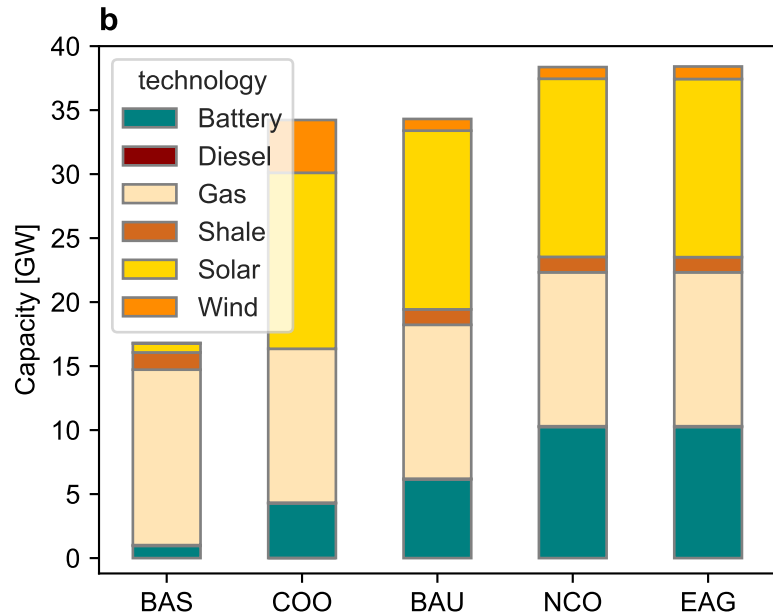 b
40
35
30
25
20
15
10
5
0
Capacity [GW]
technology
Battery
Diesel
Gas
Shale
Solar
Wind
BAS COO BAU NCO EAG